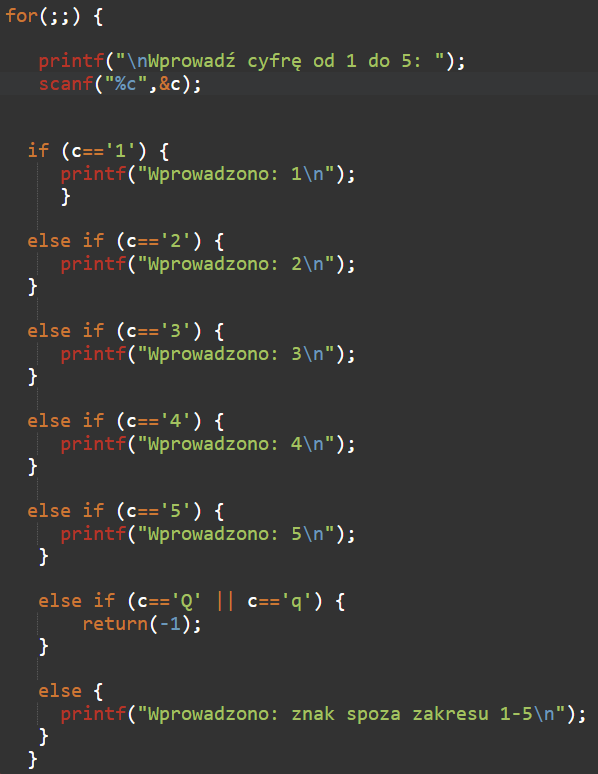 for(;;) {
printf("\nWprowadź cyfrę od 1 do 5: ");
scanf("%c",&c);
if (c=='1') {
printf("Wprowadzono: 1\n");
}
else if (c=='2') {
printf("Wprowadzono: 2\n");
}
else if (c=='3') {
printf("Wprowadzono: 3\n");
}
else if (c=='4') {
printf("Wprowadzono: 4\n");
}
else if (c=='5') {
printf("Wprowadzono: 5\n");
}
else if (c=='Q' || c=='q') {
return(-1);
}
else {
printf("Wprowadzono: znak spoza zakresu 1-5\n");
}
}